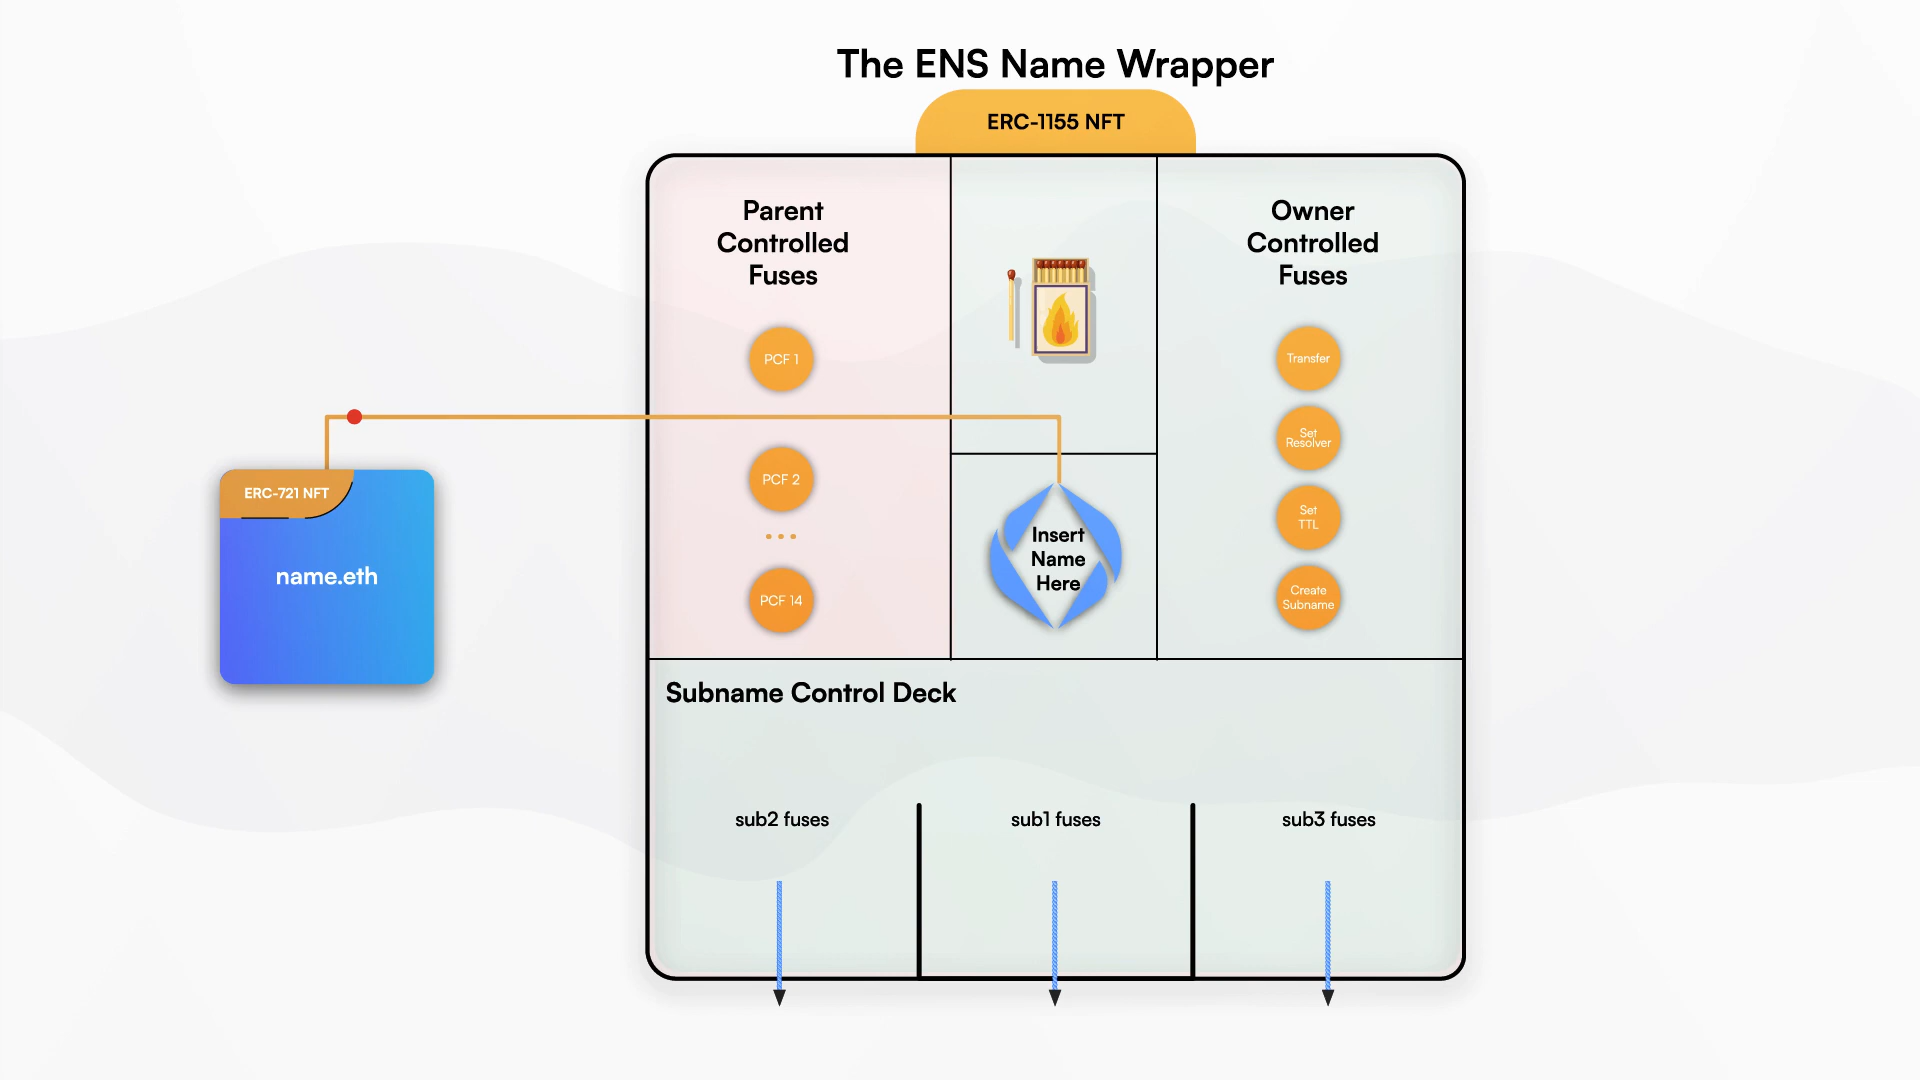 The ENS Name Wrapper
ERC-1155 NFT
Parent
Controlled
Fuses
PCF 1
PCF 2
PCF 14
Insert
Name
Here
Owner
Controlled
Fuses
Transfer
Set
Resolver
Set
TTL
Create
Subname
ERC-721 NFT
name.eth
Subname Control Deck
sub2 fuses
sub1 fuses
sub3 fuses